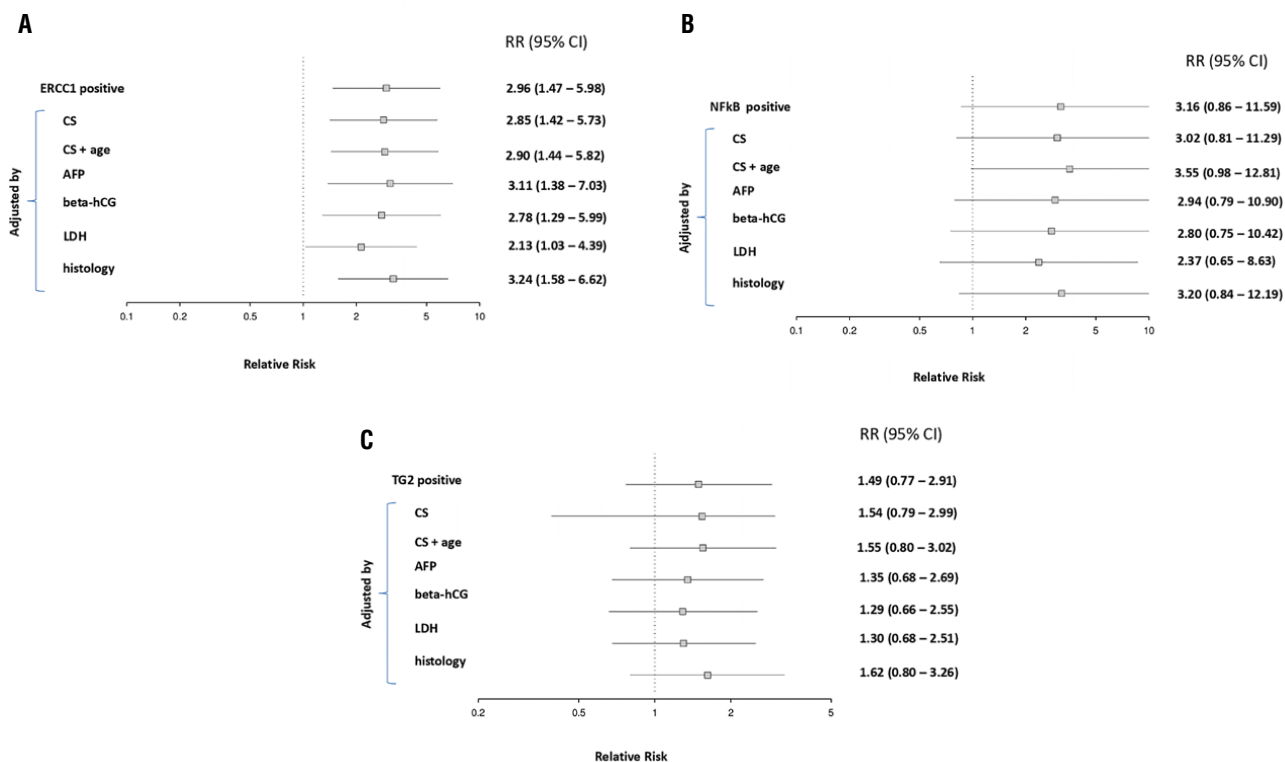 A
RR (95% CI)
ERCC1 positive 2.96 (1.47 – 5.98)
Adjusted by
CS 2.85 (1.42 – 5.73)
CS + age 2.90 (1.44 – 5.82)
AFP 3.11 (1.38 – 7.03)
beta-hCG 2.78 (1.29 – 5.99)
LDH 2.13 (1.03 – 4.39)
histology 3.24 (1.58 – 6.62)
0.1 0.2 1 2 5 10
Relative Risk
B
RR (95% CI)
NFkB positive 3.16 (0.86 – 11.59)
Ajdjusted by
CS 3.02 (0.81 – 11.29)
CS + age 3.55 (0.98 – 12.81)
AFP 2.94 (0.79 – 10.90)
beta-hCG 2.80 (0.75 – 10.42)
LDH 2.37 (0.65 – 8.63)
histology 3.20 (0.84 – 12.19)
0.1 0.2 1 2 5 10
Relative Risk
C
RR (95% CI)
TG2 positive 1.49 (0.77 – 2.91)
Adjusted by
CS 1.54 (0.79 – 2.99)
CS + age 1.55 (0.80 – 3.02)
AFP 1.35 (0.68 – 2.69)
beta-hCG 1.29 (0.66 – 2.55)
LDH 1.30 (0.68 – 2.51)
histology 1.62 (0.80 – 3.26)
0.2 0.5 1 2 5
Relative Risk